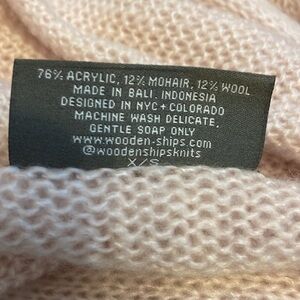 76% ACRYLIC, 12% MOHAIR, 12% WOOL
MADE IN BALI, INDONESIA
DESIGNED IN NYC + COLORADO
MACHINE WASH DELICATE,
GENTLE SOAP ONLY
www.wooden-ships.com
@woodenshipsknits
X/S